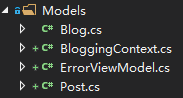 Models
C# Blog.cs
C# BloggingContext.cs
C# ErrorViewModel.cs
C# Post.cs